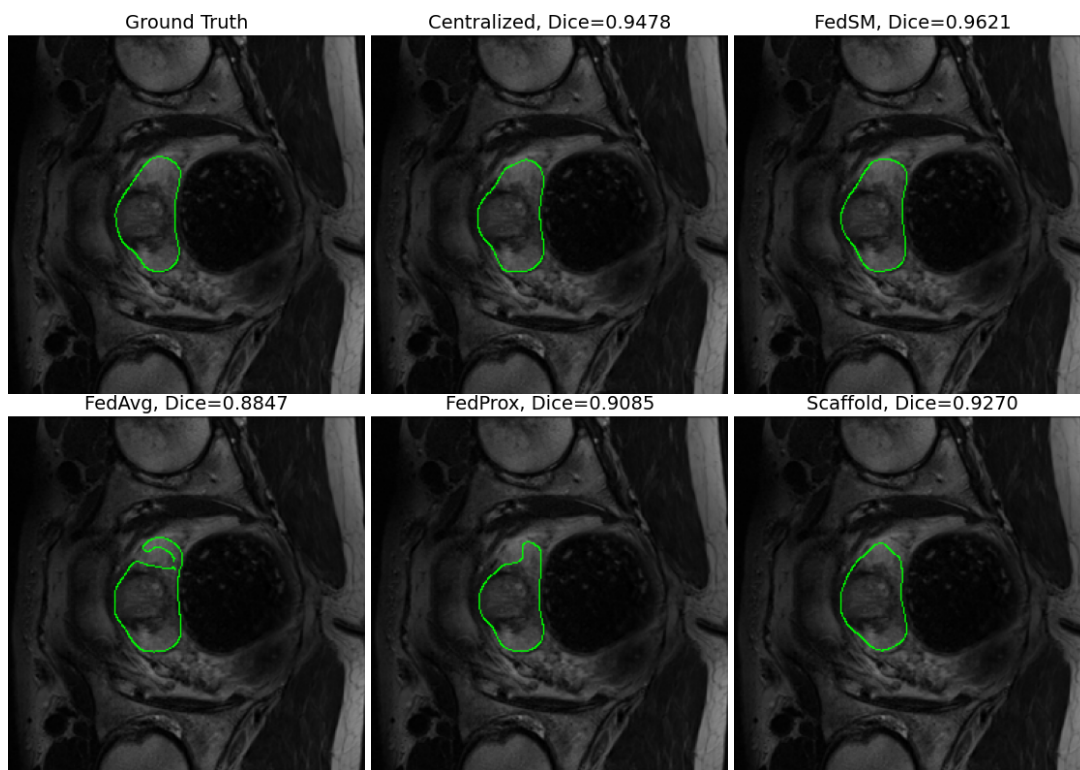 Ground Truth
Centralized, Dice=0.9478
FedSM, Dice=0.9621
FedAvg, Dice=0.8847
FedProx, Dice=0.9085
Scaffold, Dice=0.9270